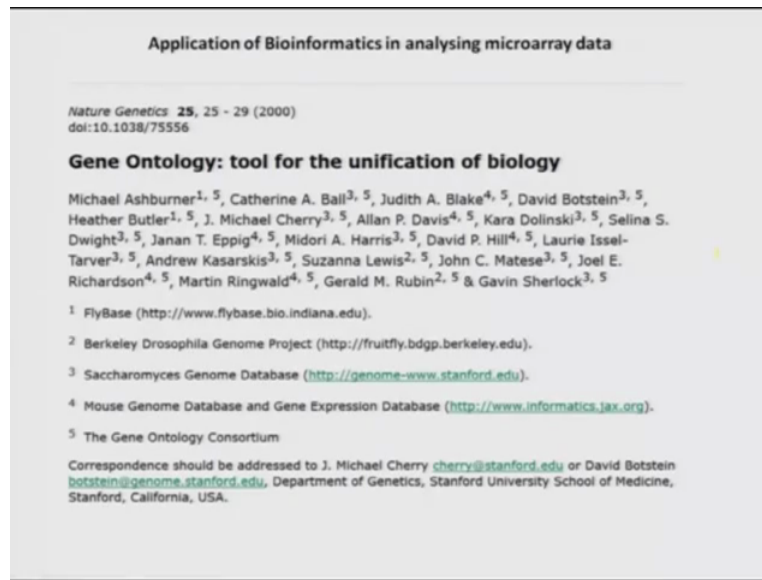 Application of Bioinformatics in analysing microarray data
Nature Genetics 25, 25 - 29 (2000)
doi:10.1038/75556
Gene Ontology: tool for the unification of biology
Michael Ashburner1, 5, Catherine A. Ball3, 5, Judith A. Blake4, 5, David Botstein3, 5,
Heather Butler1, 5, J. Michael Cherry3, 5, Allan P. Davis4, 5, Kara Dolinski3, 5, Selina S.
Dwight3, 5, Janan T. Eppig4, 5, Midori A. Harris3, 5, David P. Hill4, 5, Laurie Issel-
Tarver3, 5, Andrew Kasarskis3, 5, Suzanna Lewis2, 5, John C. Matese3, 5, Joel E.
Richardson4, 5, Martin Ringwald4, 5, Gerald M. Rubin2, 5 & Gavin Sherlock3, 5
1 FlyBase (http://www.flybase.bio.indiana.edu).
2 Berkeley Drosophila Genome Project (http://fruitfly.bdgp.berkeley.edu).
3 Saccharomyces Genome Database (http://genome-www.stanford.edu).
4 Mouse Genome Database and Gene Expression Database (http://www.informatics.jax.org).
5 The Gene Ontology Consortium
Correspondence should be addressed to J. Michael Cherry cherry@stanford.edu or David Botstein
botstein@genome.stanford.edu, Department of Genetics, Stanford University School of Medicine,
Stanford, California, USA.